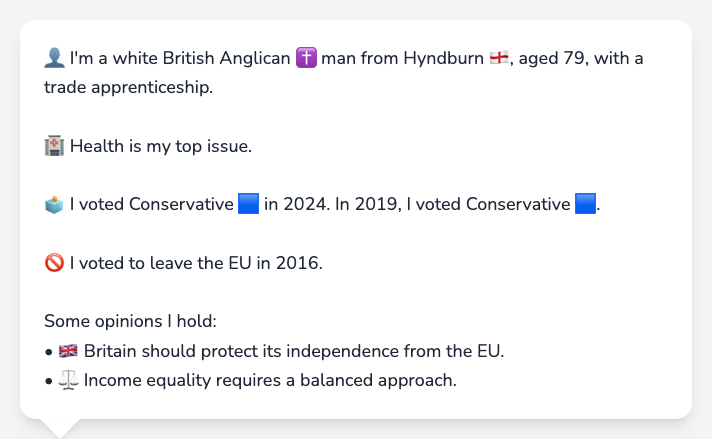 👤 I'm a white British Anglican ✝️ man from Hyndburn 🏴󠁧󠁢󠁥󠁮󠁧󠁿, aged 79, with a
trade apprenticeship.
🏥 Health is my top issue.
🗳️ I voted Conservative 🟦 in 2024. In 2019, I voted Conservative 🟦.
🚫 I voted to leave the EU in 2016.
Some opinions I hold:
• 🇬🇧 Britain should protect its independence from the EU.
• ⚖️ Income equality requires a balanced approach.